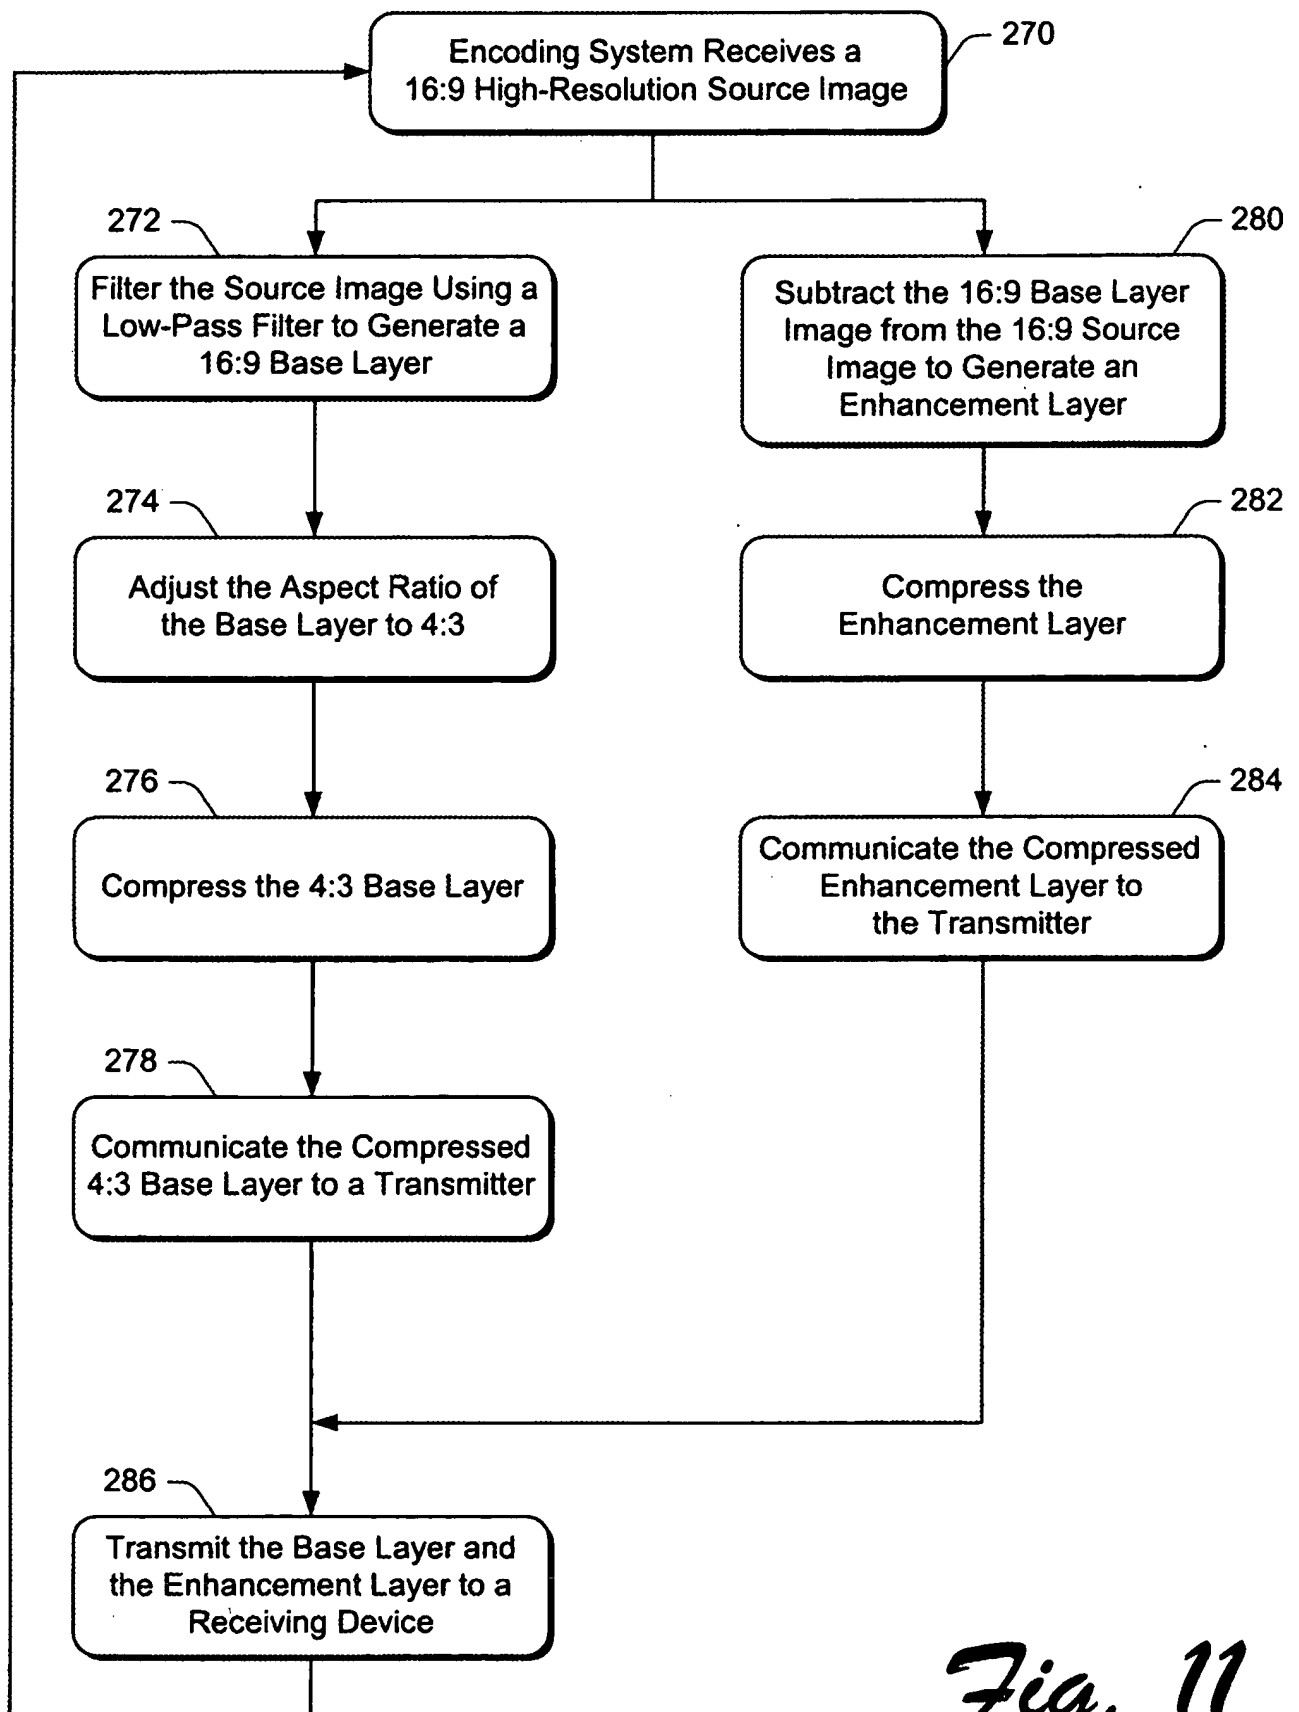 270
Encoding System Receives a
16:9 High-Resolution Source Image
272
Filter the Source Image Using a
Low-Pass Filter to Generate a
16:9 Base Layer
274
Adjust the Aspect Ratio of
the Base Layer to 4:3
276
Compress the 4:3 Base Layer
278
Communicate the Compressed
4:3 Base Layer to a Transmitter
280
Subtract the 16:9 Base Layer
Image from the 16:9 Source
Image to Generate an
Enhancement Layer
282
Compress the
Enhancement Layer
284
Communicate the Compressed
Enhancement Layer to
the Transmitter
286
Transmit the Base Layer and
the Enhancement Layer to a
Receiving Device
Fig. 11